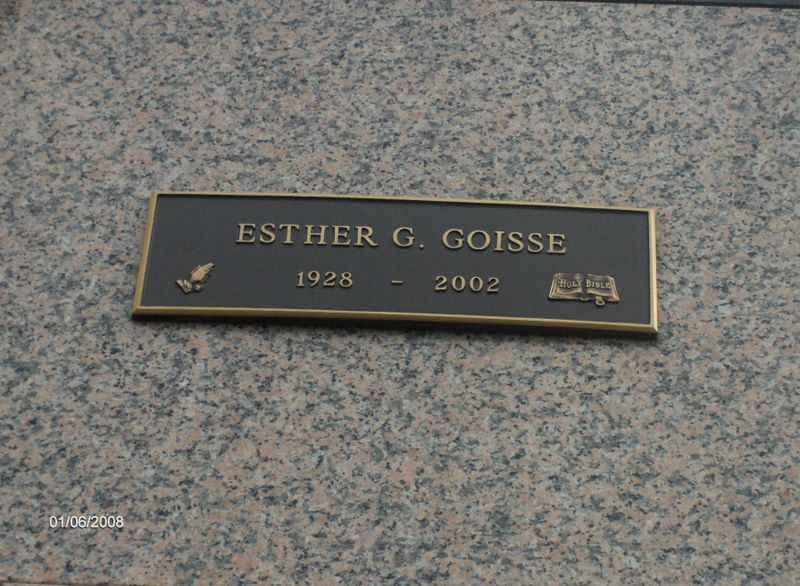 ESTHER G. GOISSE
1928 - 2002
HOLY BIBLE
01/06/2008